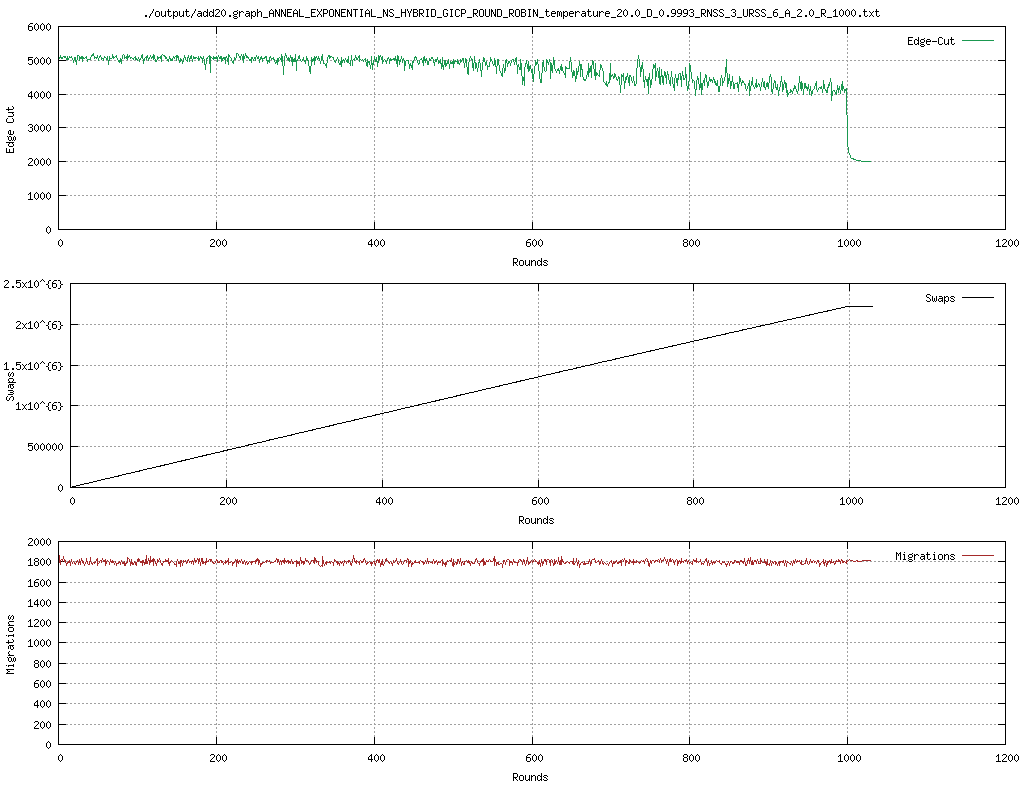 ./output/add20.graph_ANNEAL_EXPONENTIAL_NS_HYBRID_GICP_ROUND_ROBIN_temperature_20.0_D_0.9993_RNSS_3_URSS_6_A_2.0_R_1000.txt
6000
5000
4000
3000
2000
1000
0
Edge Cut
Edge-Cut
0 200 400 600 800 1000 1200
Rounds
2.5x10^{6}
2x10^{6}
1.5x10^{6}
1x10^{6}
500000
0
Swaps
Swaps
0 200 400 600 800 1000 1200
Rounds
2000
1800
1600
1400
1200
1000
800
600
400
200
0
Migrations
Migrations
0 200 400 600 800 1000 1200
Rounds